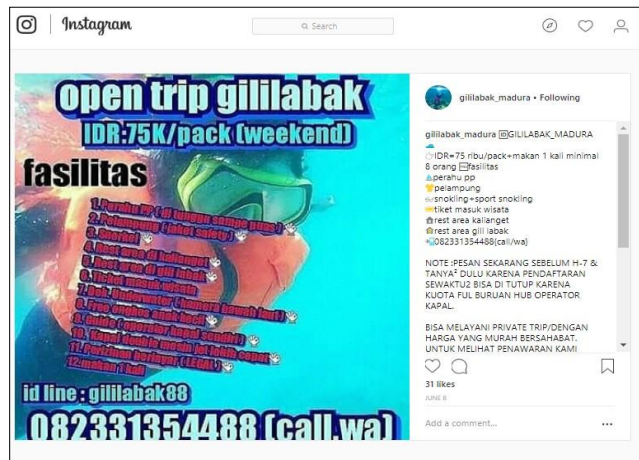 Instagram
Search
open trip gililabak
IDR:75K/pack (weekend)
fasilitas
1. Perahu PP ( di tunggu sampe puas )
2. Pelampung ( jaket safety )
3. Snorkel
4. Rest area di kalianget
5. Rest area di gili labak
6. Ticket masuk wisata
7. Dok. Underwater ( kamera bawah laut )
8. Free ongkos anak kecil
9. Guide ( operator kapal sendiri )
10. Kapal double mesin jet lebih cepat
11. Perizinan berlayar ( LEGAL )
12.makan 1 kali
id line : gililabak88
082331354488 (call,wa)
gililabak_madura • Following
gililabak_madura GILILABAK_MADURA
IDR=75 ribu/pack+makan 1 kali minimal
8 orang fasilitas
perahu pp
pelampung
snokling+sport snokling
tiket masuk wisata
rest area kalianget
rest area gili labak
082331354488(call/wa)
NOTE :PESAN SEKARANG SEBELUM H-7 &
TANYA² DULU KARENA PENDAFTARAN
SEWAKTU2 BISA DI TUTUP KARENA
KUOTA FUL BURUAN HUB OPERATOR
KAPAL.
BISA MELAYANI PRIVATE TRIP/DENGAN
HARGA YANG MURAH BERSAHABAT.
UNTUK MELIHAT PENAWARAN KAMI
31 likes
JUNE 8
Add a comment...